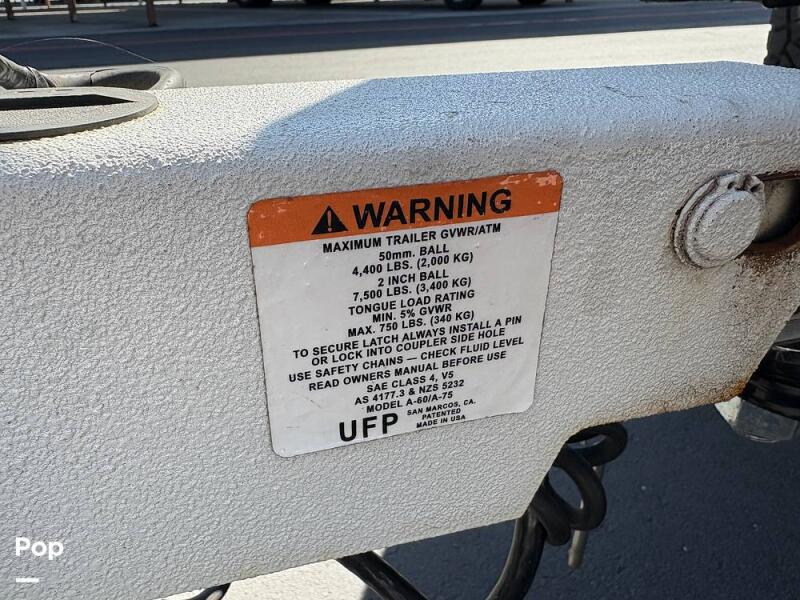 WARNING
MAXIMUM TRAILER GVWR/ATM
50mm. BALL
4,400 LBS. (2,000 KG)
2 INCH BALL
7,500 LBS. (3,400 KG)
TONGUE LOAD RATING
MIN. 5% GVWR
MAX. 750 LBS. (340 KG)
TO SECURE LATCH ALWAYS INSTALL A PIN
OR LOCK INTO COUPLER SIDE HOLE
USE SAFETY CHAINS — CHECK FLUID LEVEL
READ OWNERS MANUAL BEFORE USE
SAE CLASS 4, V5
AS 4177.3 & NZS 5232
MODEL A-60/A-75
UFP
SAN MARCOS, CA.
PATENTED
MADE IN USA
Pop